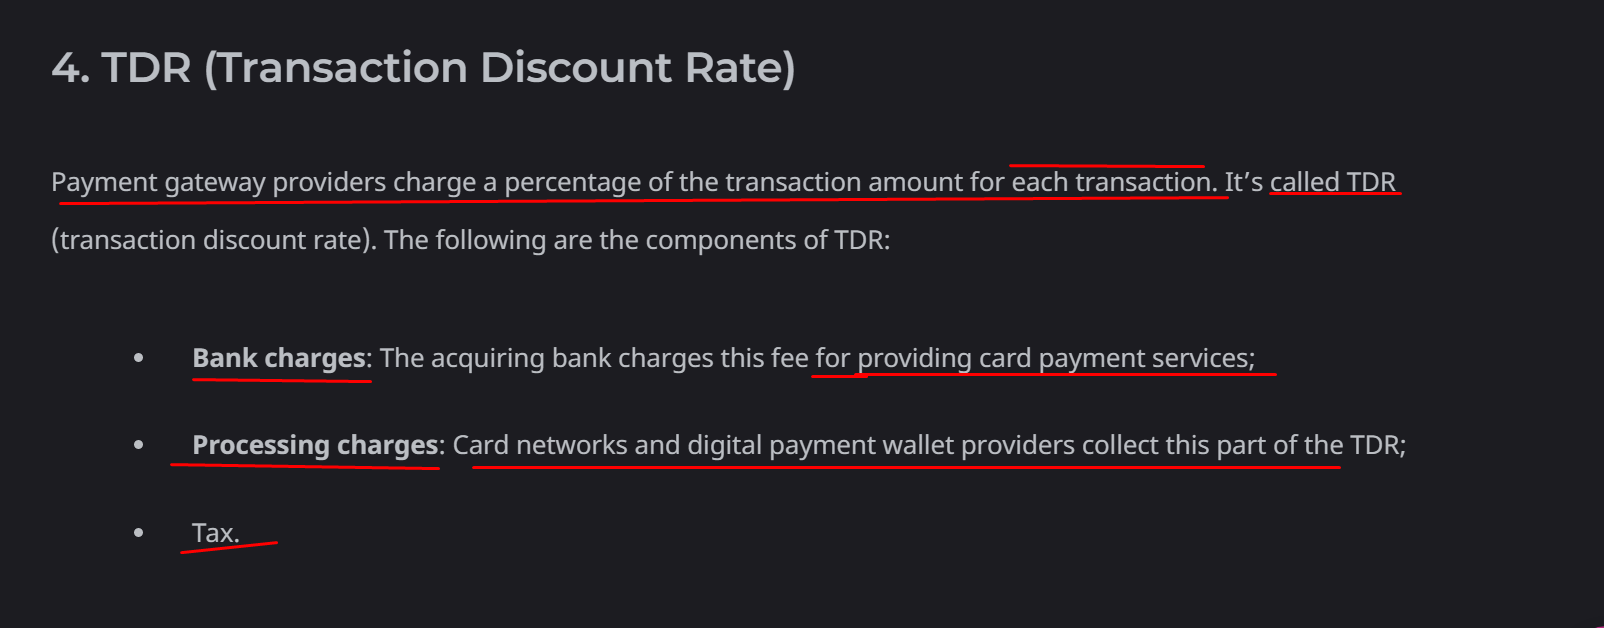 4. TDR (Transaction Discount Rate)
Payment gateway providers charge a percentage of the transaction amount for each transaction. It’s called TDR
(transaction discount rate). The following are the components of TDR:
• Bank charges: The acquiring bank charges this fee for providing card payment services;
• Processing charges: Card networks and digital payment wallet providers collect this part of the TDR;
• Tax.